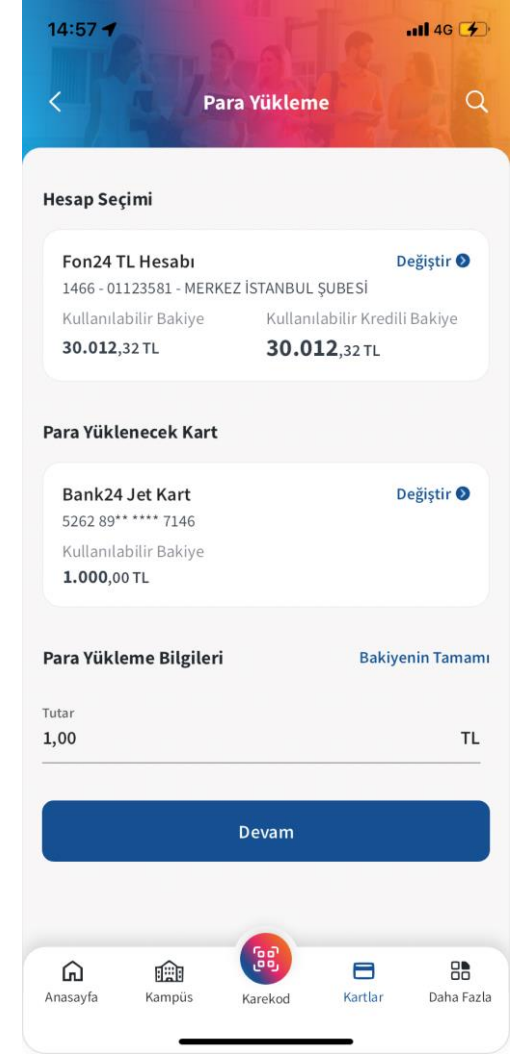 14:57 4G
Para Yükleme
Hesap Seçimi
Fon24 TL Hesabı Değiştir
1466 - 01123581 - MERKEZ İSTANBUL ŞUBESİ
Kullanılabilir Bakiye Kullanılabilir Kredili Bakiye
30.012,32 TL 30.012,32 TL
Para Yüklenecek Kart
Bank24 Jet Kart Değiştir
5262 89** **** 7146
Kullanılabilir Bakiye
1.000,00 TL
Para Yükleme Bilgileri Bakiyenin Tamamı
Tutar
1,00 TL
Devam
Anasayfa Kampüs Karekod Kartlar Daha Fazla